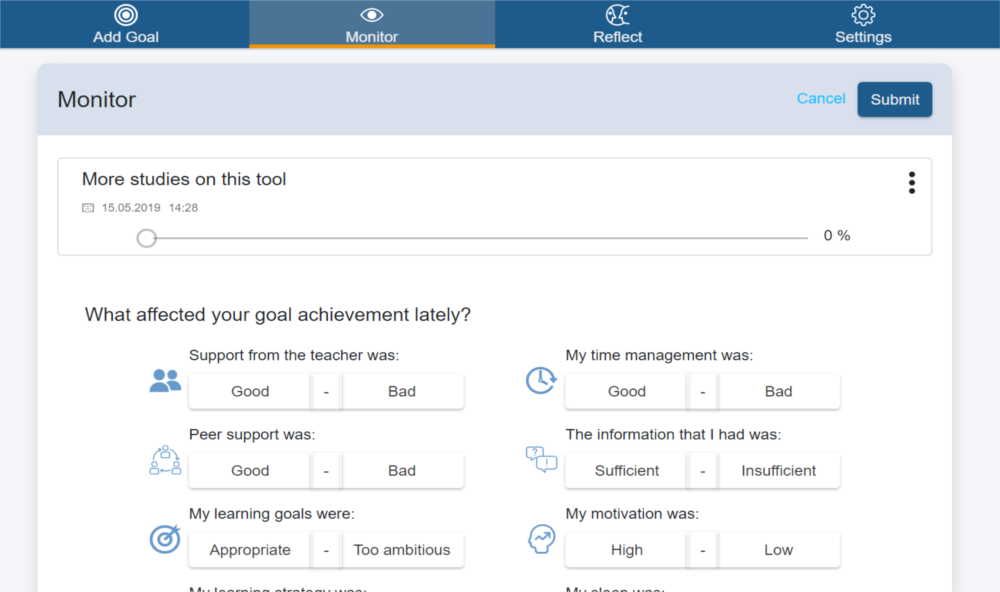 Add Goal
Monitor
Reflect
Settings
Monitor
Cancel
Submit
More studies on this tool
15.05.2019 14:28
0 %
What affected your goal achievement lately?
Support from the teacher was:
Good - Bad
My time management was:
Good - Bad
Peer support was:
Good - Bad
The information that I had was:
Sufficient - Insufficient
My learning goals were:
Appropriate - Too ambitious
My motivation was:
High - Low
My learning strategy was:
My sleep was: